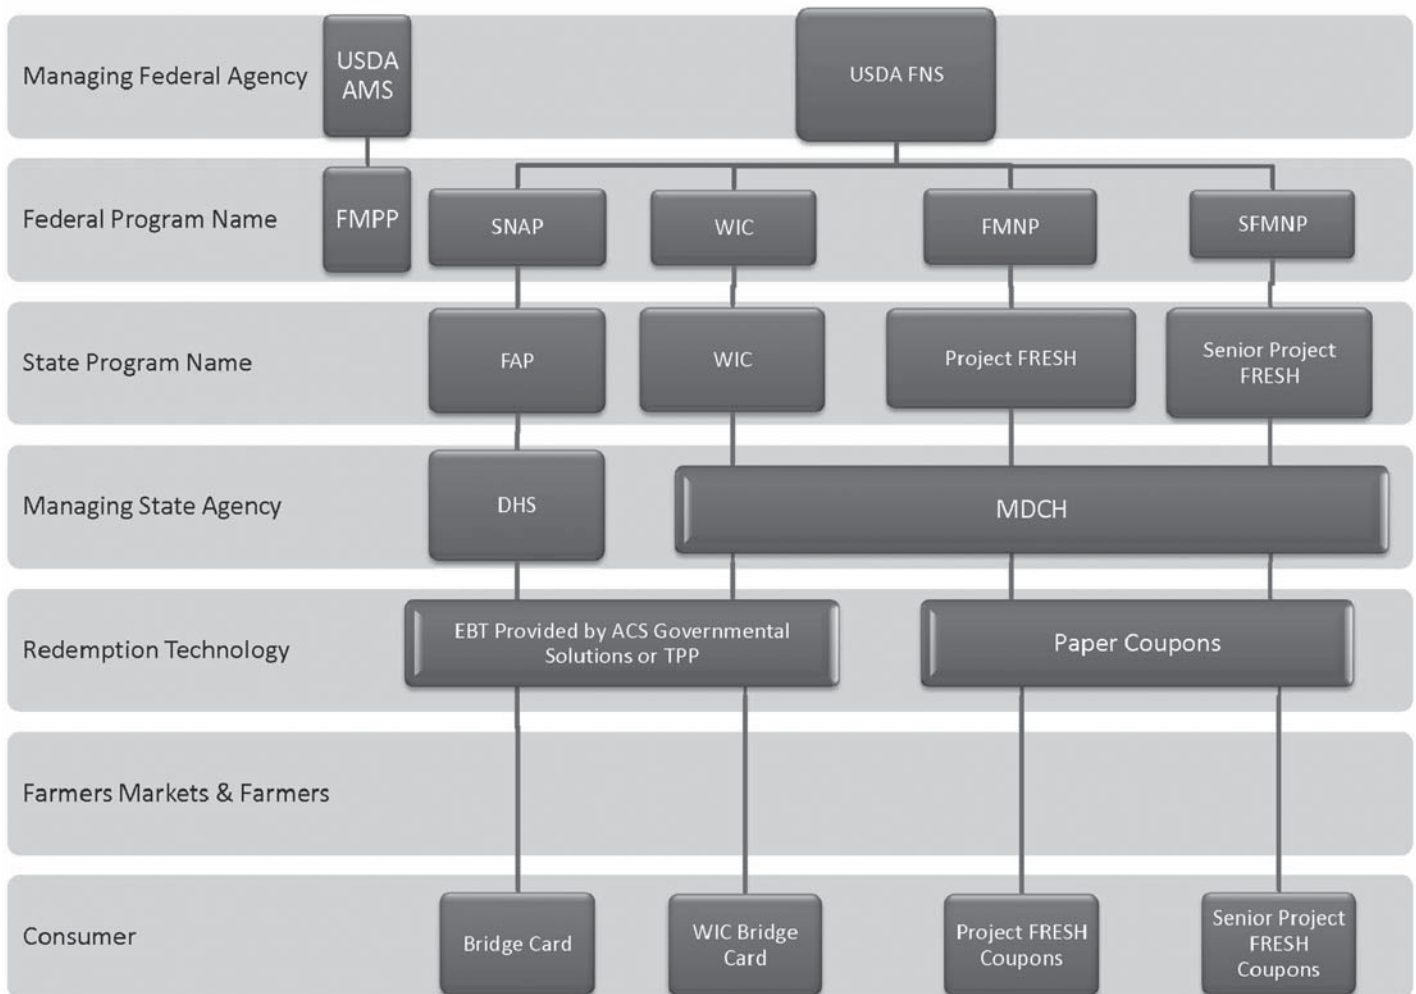 Managing Federal Agency
USDA
AMS
USDA FNS
Federal Program Name
FMPP
SNAP
WIC
FMNP
SFMNP
State Program Name
FAP
WIC
Project FRESH
Senior Project
FRESH
Managing State Agency
DHS
MDCH
Redemption Technology
EBT Provided by ACS Governmental
Solutions or TPP
Paper Coupons
Farmers Markets & Farmers
Consumer
Bridge Card
WIC Bridge
Card
Project FRESH
Coupons
Senior Project
FRESH
Coupons